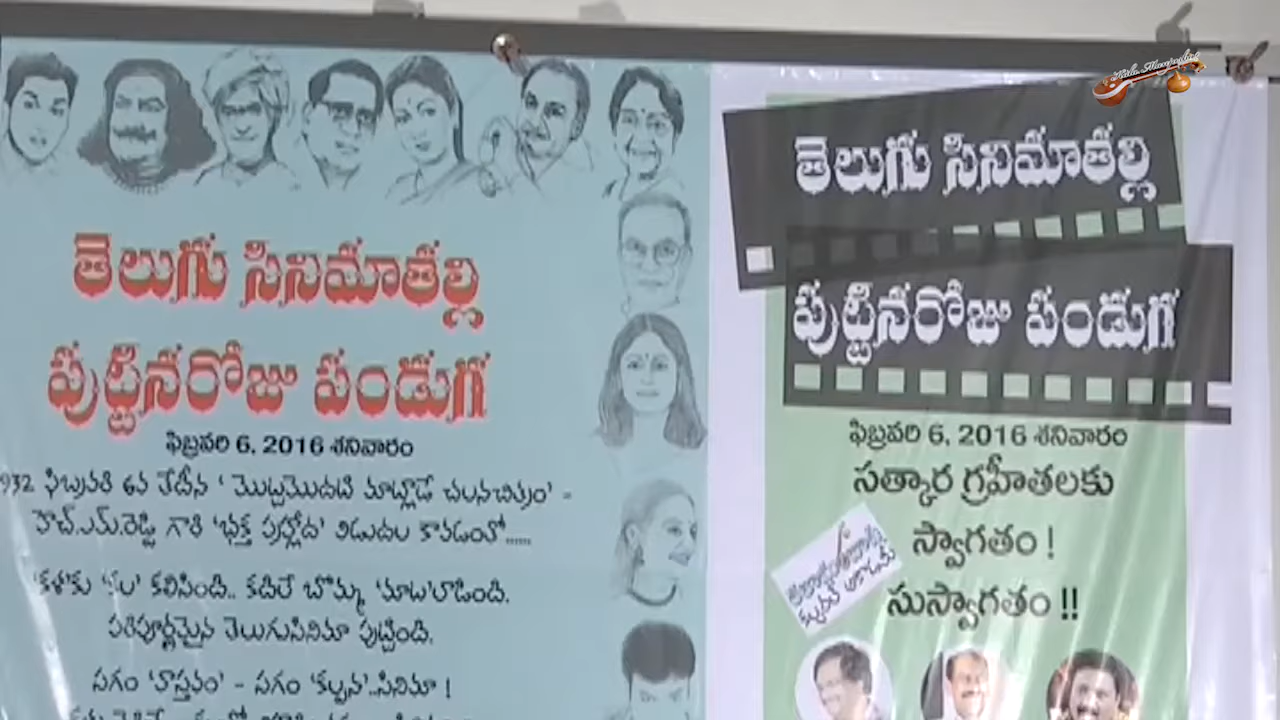 తెలుగు సినిమాతల్లి
పుట్టినరోజు పండుగ
ఫిబ్రవరి 6, 2016 శనివారం
932 ఫిబ్రవరి 6వ తేదీన ' మొట్టమొదటి మాట్లాడే చలనచిత్రం' -
హెచ్.ఎమ్.రెడ్డి గారి 'భక్త ప్రహ్లోద' విడుదల కావడంతో......
'కళ'కు 'కల' కలిసింది.. కదిలే బొమ్మ 'మాట'లాడింది.
పరిపూర్ణమైన తెలుగుసినిమా పుట్టింది.
సగం 'వాస్తవం' - సగం 'కల్పన'..సినిమా !
తెలుగు సినిమాతల్లి
పుట్టినరోజు పండుగ
ఫిబ్రవరి 6, 2016 శనివారం
సత్కార గ్రహీతలకు
స్వాగతం !
సుస్వాగతం !!